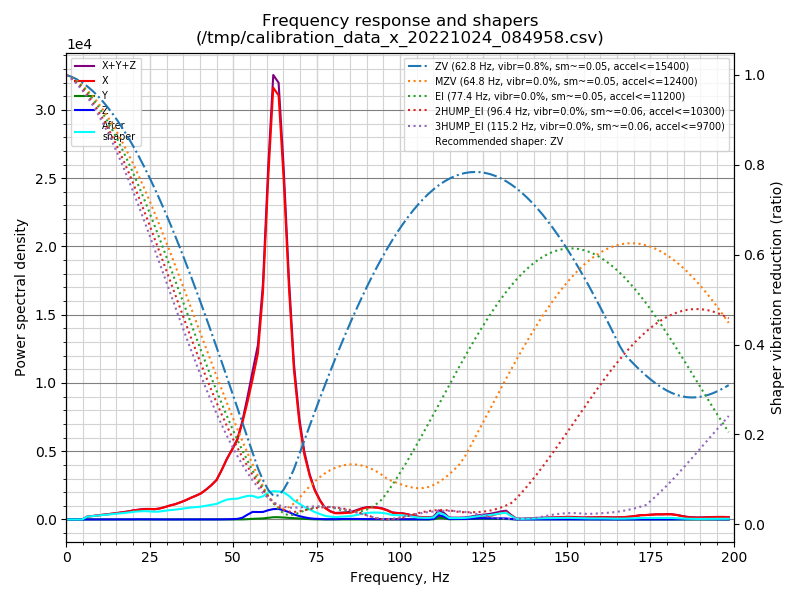 Frequency response and shapers
(/tmp/calibration_data_x_20221024_084958.csv)
1e4
X+Y+Z
X
Y
Z
After
shaper
ZV (62.8 Hz, vibr=0.8%, sm~=0.05, accel<=15400)
MZV (64.8 Hz, vibr=0.0%, sm~=0.05, accel<=12400)
EI (77.4 Hz, vibr=0.0%, sm~=0.05, accel<=11200)
2HUMP_EI (96.4 Hz, vibr=0.0%, sm~=0.06, accel<=10300)
3HUMP_EI (115.2 Hz, vibr=0.0%, sm~=0.06, accel<=9700)
Recommended shaper: ZV
Power spectral density
3.0
2.5
2.0
1.5
1.0
0.5
0.0
1.0
0.8
0.6
0.4
0.2
0.0
Shaper vibration reduction (ratio)
0 25 50 75 100 125 150 175 200
Frequency, Hz